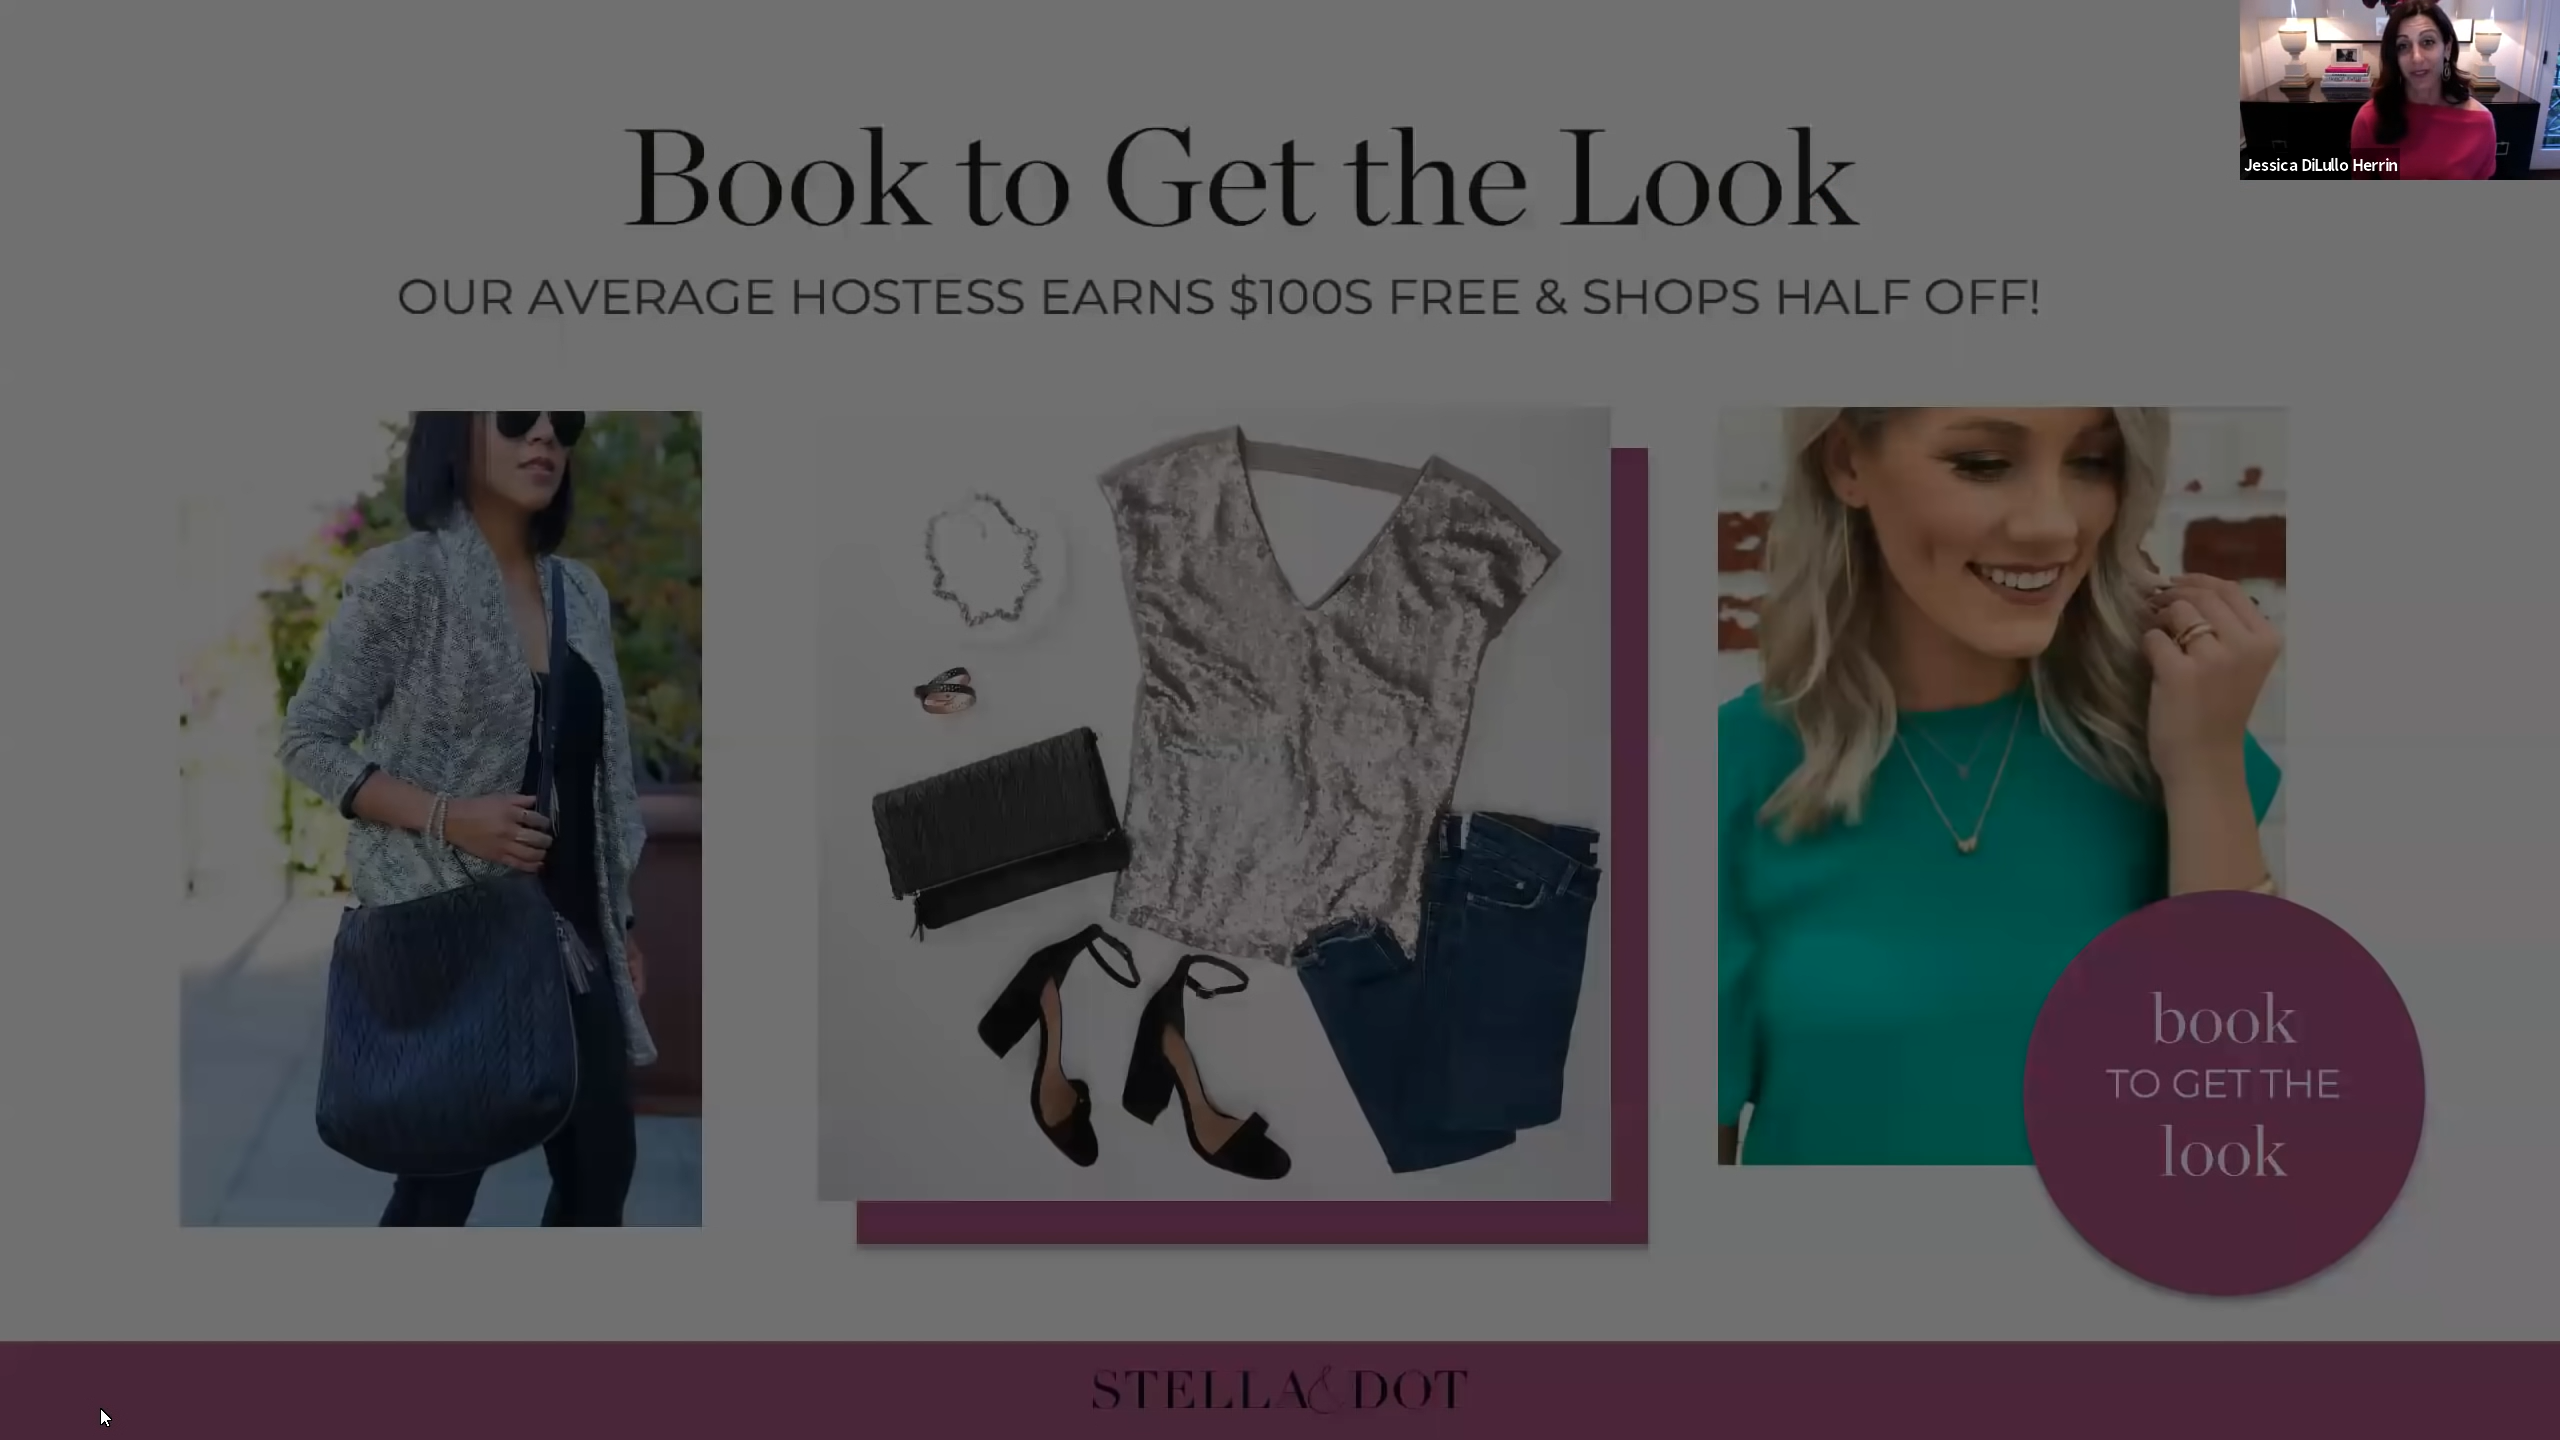 Jessica DiLullo Herrin
Book to Get the Look
OUR AVERAGE HOSTESS EARNS $100S FREE & SHOPS HALF OFF!
book
TO GET THE
look
STELLA&DOT